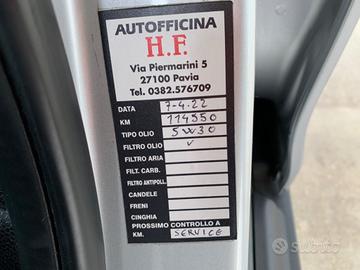 AUTOFFICINA
H.F.
Via Piermarini 5
27100 Pavia
Tel. 0382.576709
DATA 7-4-22
KM 114550
TIPO OLIO 5W30
FILTRO OLIO V
FILTRO ARIA
FILT. CARB.
FILTRO ANTIPOLL.
CANDELE
FRENI
CINGHIA
PROSSIMO CONTROLLO A
KM. SERVICE
subito